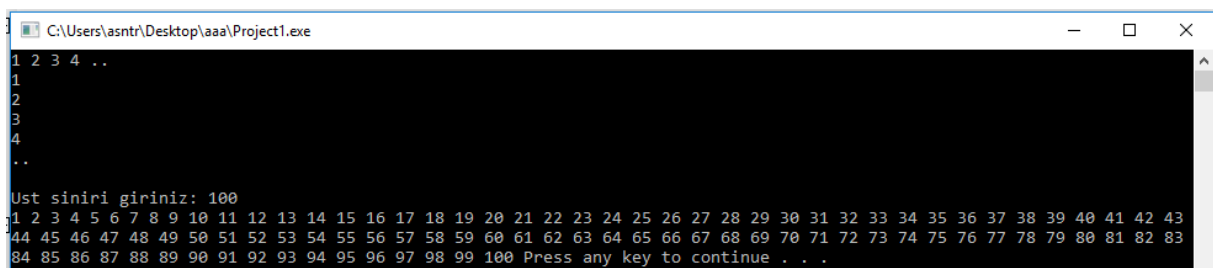 C:\Users\asntr\Desktop\aaa\Project1.exe
1 2 3 4 ..
1
2
3
4
..
Ust siniri giriniz: 100
1 2 3 4 5 6 7 8 9 10 11 12 13 14 15 16 17 18 19 20 21 22 23 24 25 26 27 28 29 30 31 32 33 34 35 36 37 38 39 40 41 42 43
44 45 46 47 48 49 50 51 52 53 54 55 56 57 58 59 60 61 62 63 64 65 66 67 68 69 70 71 72 73 74 75 76 77 78 79 80 81 82 83
84 85 86 87 88 89 90 91 92 93 94 95 96 97 98 99 100 Press any key to continue . . .